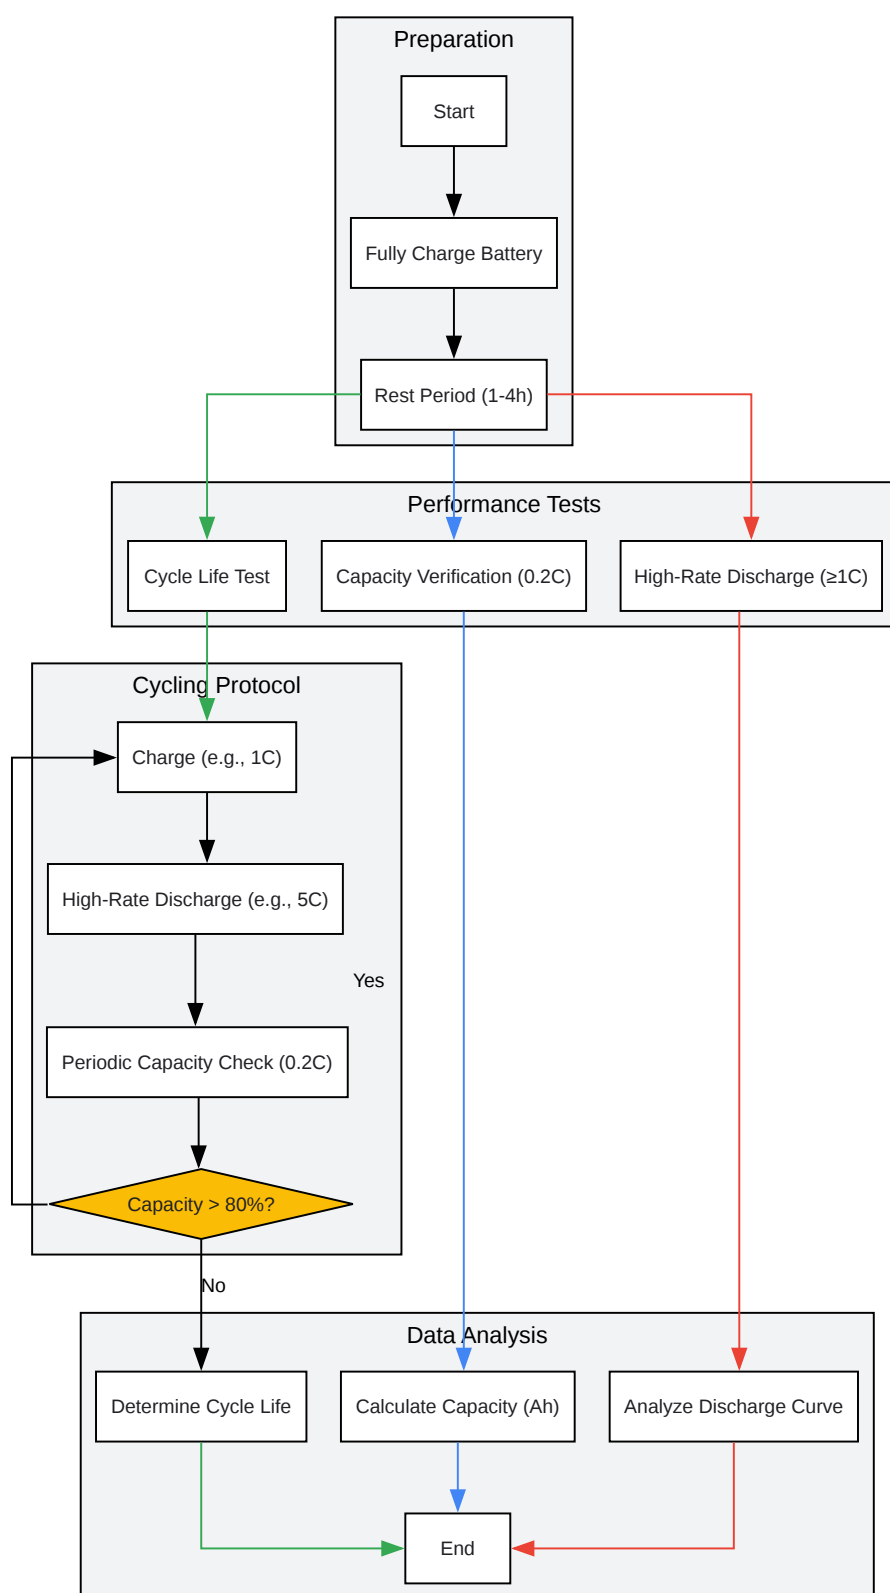 Preparation
Start
Fully Charge Battery
Rest Period (1-4h)
Performance Tests
Cycle Life Test
Capacity Verification (0.2C)
High-Rate Discharge (≥1C)
Cycling Protocol
Charge (e.g., 1C)
High-Rate Discharge (e.g., 5C)
Yes
Periodic Capacity Check (0.2C)
Capacity > 80%?
No
Data Analysis
Determine Cycle Life
Calculate Capacity (Ah)
Analyze Discharge Curve
End